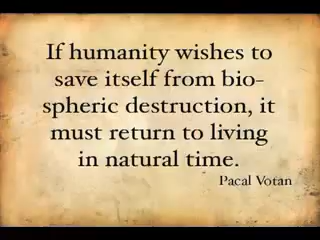 If humanity wishes to
save itself from bio-
spheric destruction, it
must return to living
in natural time.
Pacal Votan